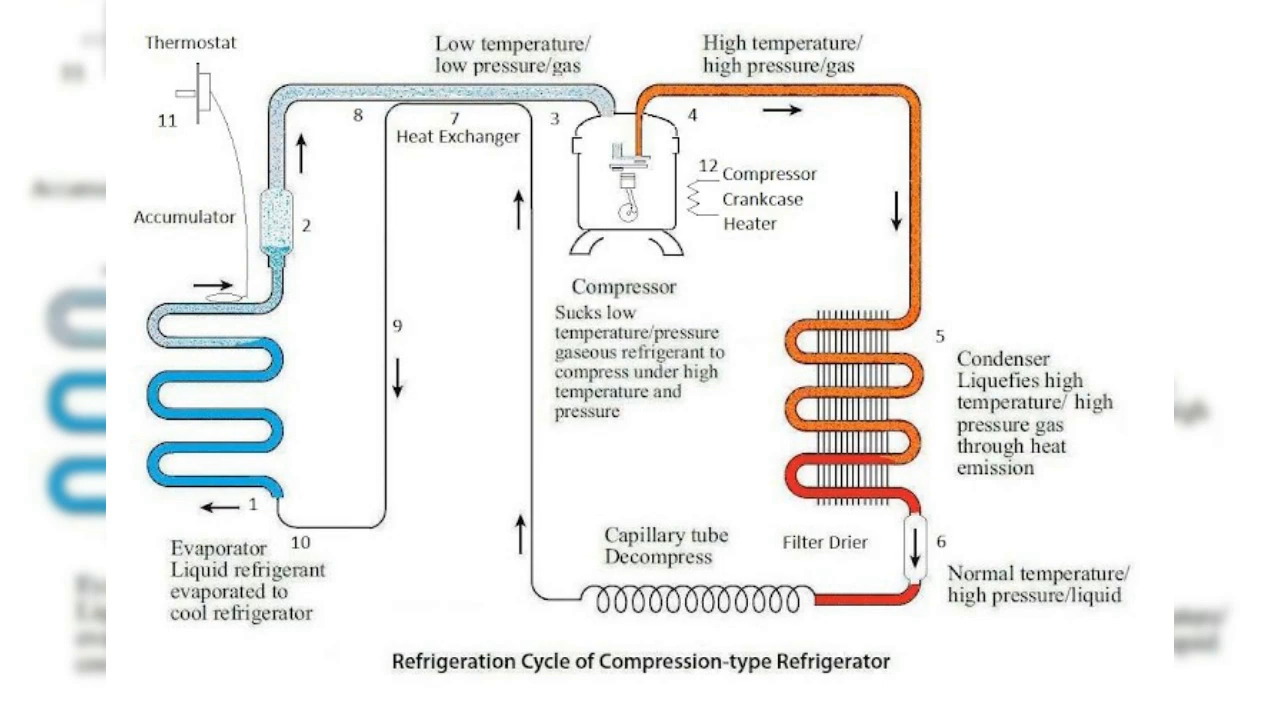 Thermostat
11
Low temperature/
low pressure/gas
High temperature/
high pressure/gas
8
7
Heat Exchanger
3
4
12
Compressor
Crankcase
Heater
Accumulator
2
Compressor
Sucks low
temperature/pressure
gaseous refrigerant to
compress under high
temperature and
pressure
9
5
Condenser
Liquefies high
temperature/ high
pressure gas
through heat
emission
1
10
Evaporator
Liquid refrigerant
evaporated to
cool refrigerator
Capillary tube
Decompress
Filter Drier
6
Normal temperature/
high pressure/liquid
Refrigeration Cycle of Compression-type Refrigerator